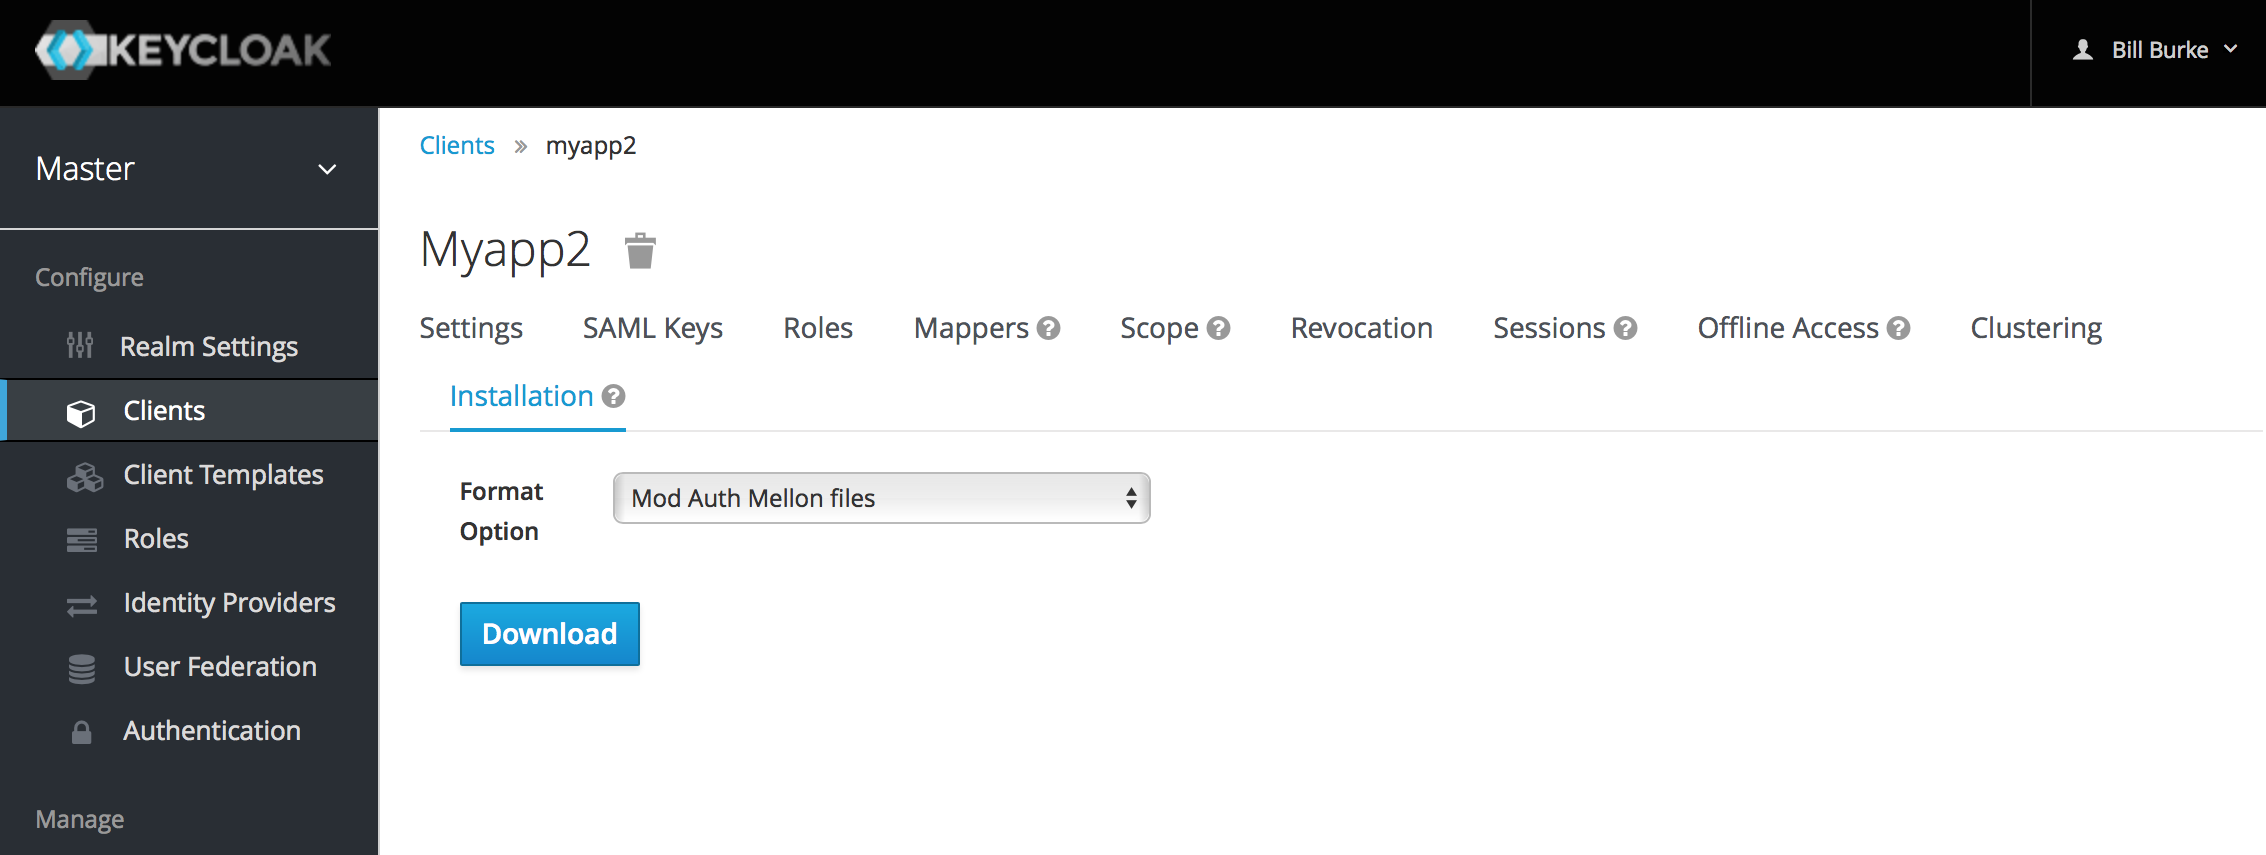 KEYCLOAK
Bill Burke
Master
Configure
Realm Settings
Clients
Client Templates
Roles
Identity Providers
User Federation
Authentication
Manage
Clients » myapp2
Myapp2
Settings SAML Keys Roles Mappers ? Scope ? Revocation Sessions ? Offline Access ? Clustering
Installation ?
Format
Option
Mod Auth Mellon files
Download